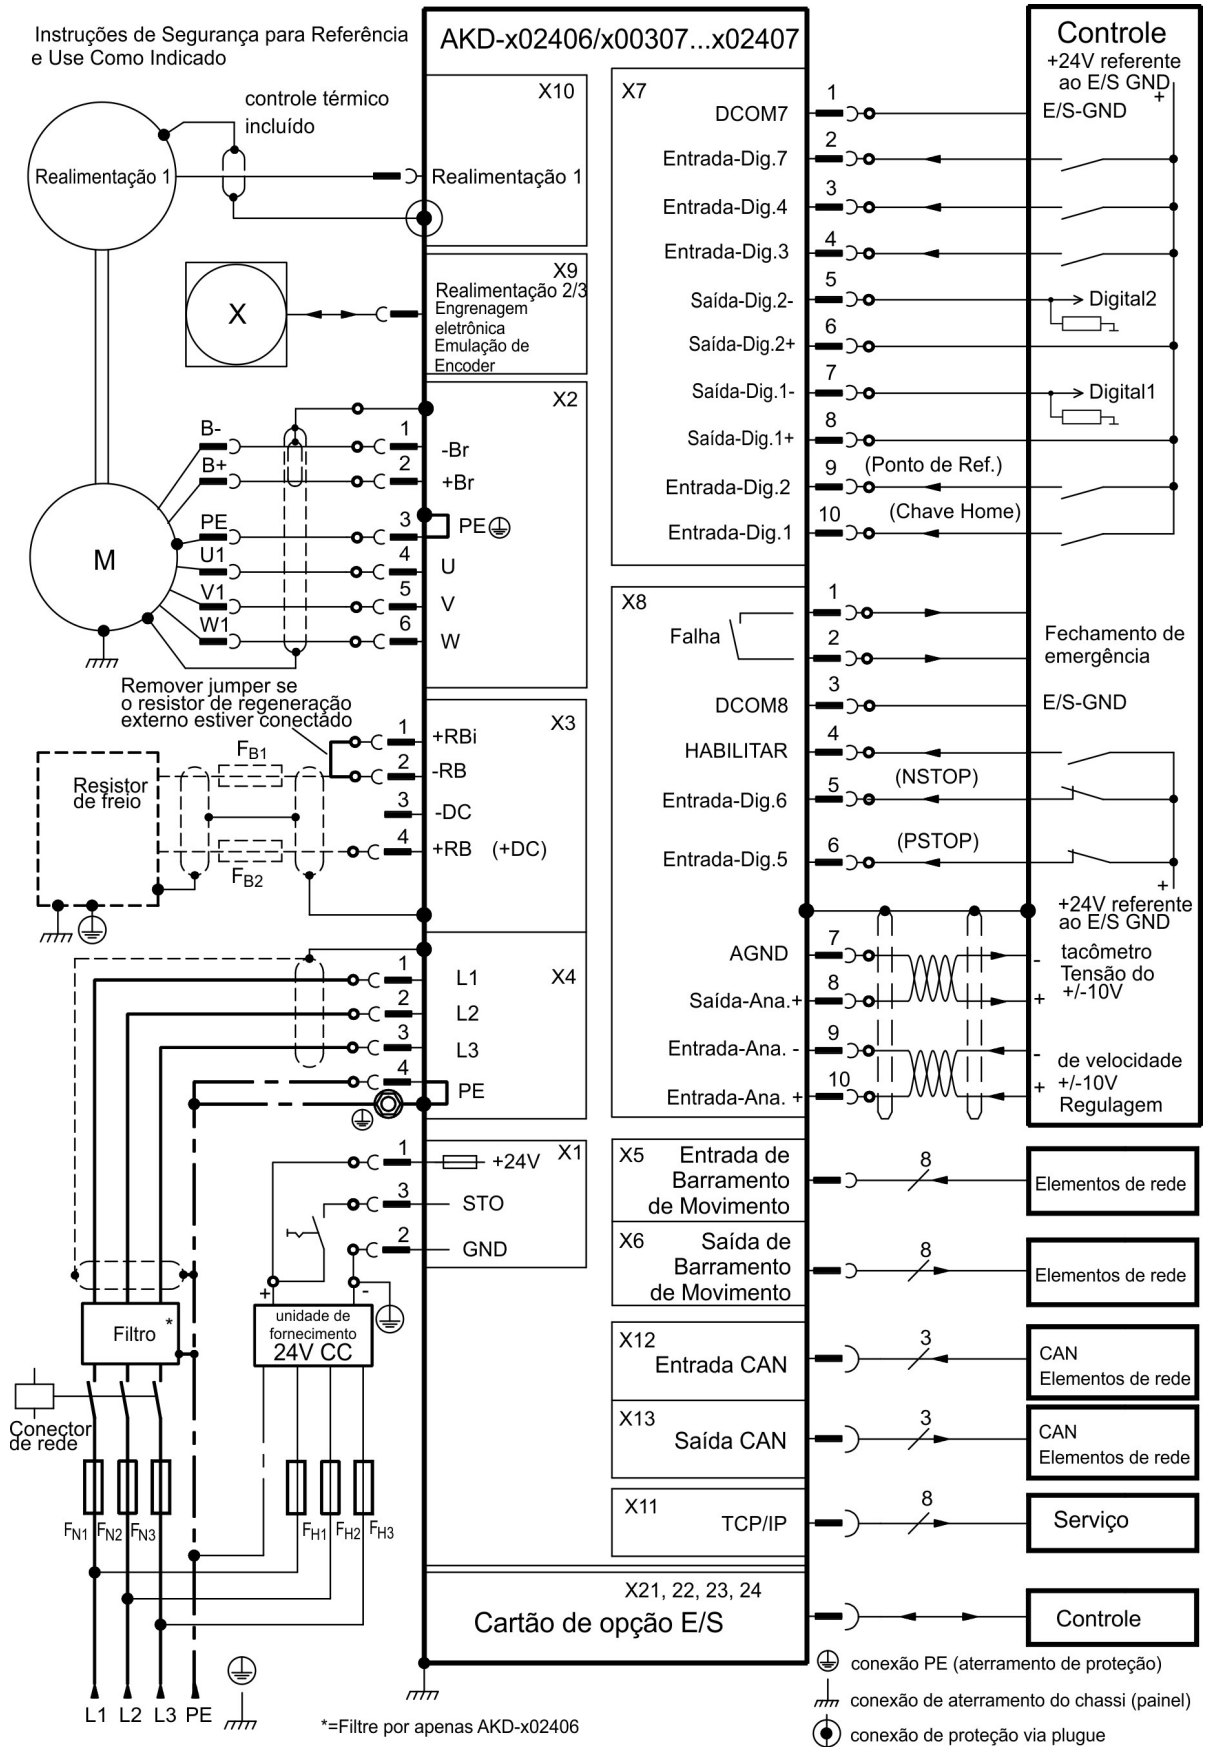 Instruções de Segurança para Referência
e Use Como Indicado
AKD-x02406/x00307...x02407
Controle
+24V referente
ao E/S GND
+
E/S-GND
controle térmico
incluído
Realimentação 1
X10
Realimentação 1
X9
Realimentação 2/3
Engrenagem
eletrônica
Emulação de
Encoder
X
X7
DCOM7
1
Entrada-Dig.7
2
Entrada-Dig.4
3
Entrada-Dig.3
4
Saída-Dig.2-
5
Digital2
Saída-Dig.2+
6
Saída-Dig.1-
7
Digital1
Saída-Dig.1+
8
Entrada-Dig.2
9
(Ponto de Ref.)
Entrada-Dig.1
10
(Chave Home)
X2
B-
1
-Br
B+
2
+Br
PE
3
PE
U1
4
U
V1
5
V
W1
6
W
M
X8
Falha
1
2
Fechamento de
emergência
DCOM8
3
E/S-GND
HABILITAR
4
Entrada-Dig.6
5
(NSTOP)
Entrada-Dig.5
6
(PSTOP)
+
+24V referente
ao E/S GND
AGND
7
-
tacômetro
Tensão do
+/-10V
Saída-Ana.+
8
+
Entrada-Ana. -
9
-
de velocidade
+/-10V
Regulagem
Entrada-Ana. +
10
+
Remover jumper se
o resistor de regeneração
externo estiver conectado
X3
1
+RBi
2
-RB
3
-DC
4
+RB (+DC)
FB1
FB2
Resistor
de freio
X4
1
L1
2
L2
3
L3
4
PE
X1
1
+24V
3
STO
2
GND
+
-
unidade de
fornecimento
24V CC
Filtro *
Conector
de rede
FN1
FN2
FN3
FH1
FH2
FH3
L1
L2
L3
PE
X5
Entrada de
Barramento
de Movimento
8
Elementos de rede
X6
Saída de
Barramento
de Movimento
8
Elementos de rede
X12
Entrada CAN
3
CAN
Elementos de rede
X13
Saída CAN
3
CAN
Elementos de rede
X11
TCP/IP
8
Serviço
X21, 22, 23, 24
Cartão de opção E/S
Controle
conexão PE (aterramento de proteção)
conexão de aterramento do chassi (painel)
conexão de proteção via plugue
*=Filtre por apenas AKD-x02406